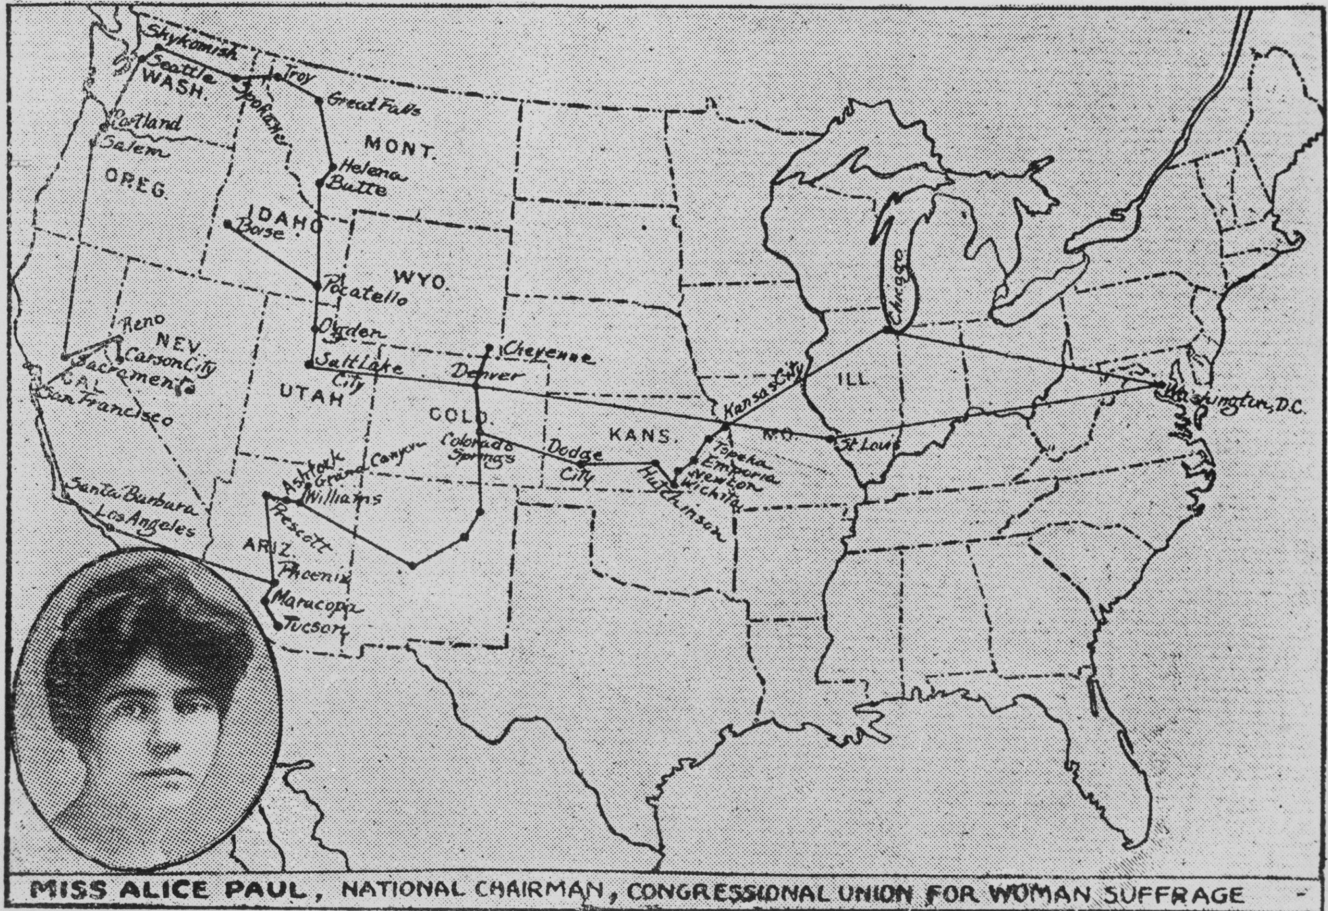 Skykomish
Seattle
WASH.
Spokane
Troy
Great Falls
MONT.
Portland
Salem
OREG.
Helena
Butte
IDAHO
Boise
WYO.
Pocatello
Reno
NEV.
Carson City
Sacramento
CAL
San Francisco
Ogden
Salt Lake
City
UTAH
Cheyenne
Denver
COLO.
Colorado
Springs
Chicago
ILL.
Kansas City
KANS.
MO.
St. Louis
Washington, D.C.
Dodge
City
Topeka
Emporia
Newton
Wichita
Hutchinson
Ashfork
Grand Canyon
Williams
Prescott
Santa Barbara
Los Angeles
ARIZ.
Phoenix
Maracopa
Tucson
MISS ALICE PAUL, NATIONAL CHAIRMAN, CONGRESSIONAL UNION FOR WOMAN SUFFRAGE